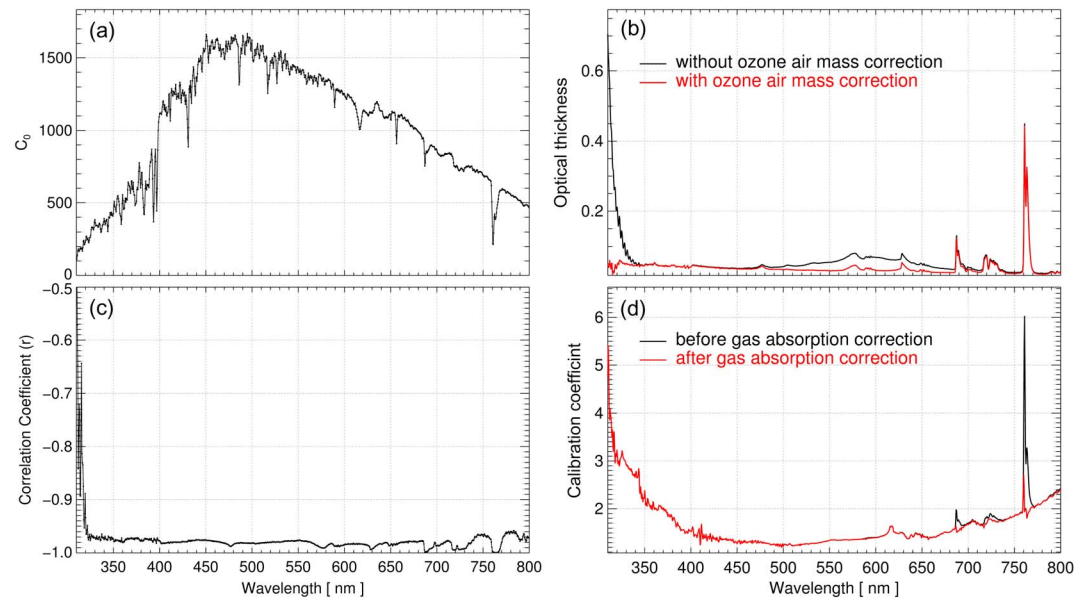 (a)
C0
1500
1000
500
0
(b)
without ozone air mass correction
with ozone air mass correction
Optical thickness
0.6
0.4
0.2
(c)
Correlation Coefficient (r)
−0.5
−0.6
−0.7
−0.8
−0.9
−1.0
350 400 450 500 550 600 650 700 750 800
Wavelength [ nm ]
(d)
before gas absorption correction
after gas absorption correction
Calibration coefficint
6
5
4
3
2
350 400 450 500 550 600 650 700 750 800
Wavelength [ nm ]